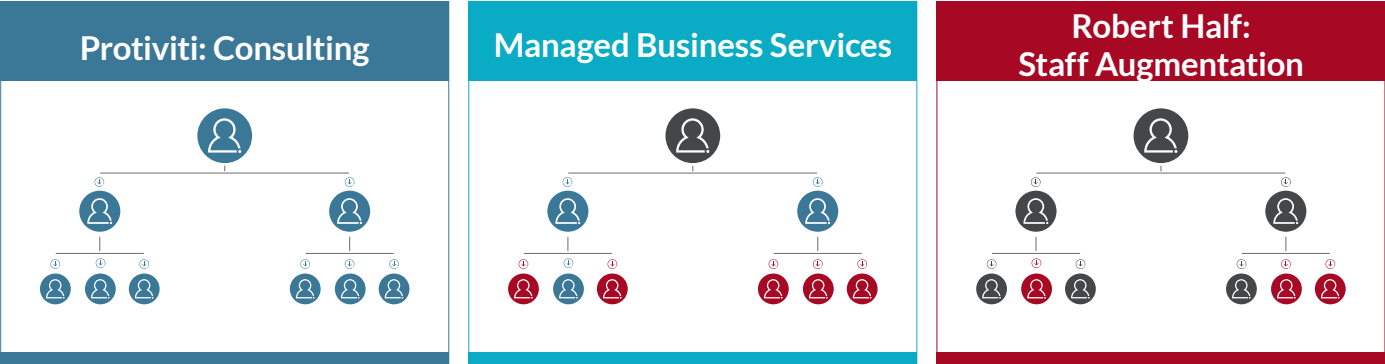 Protiviti: Consulting
Managed Business Services
Robert Half:
Staff Augmentation